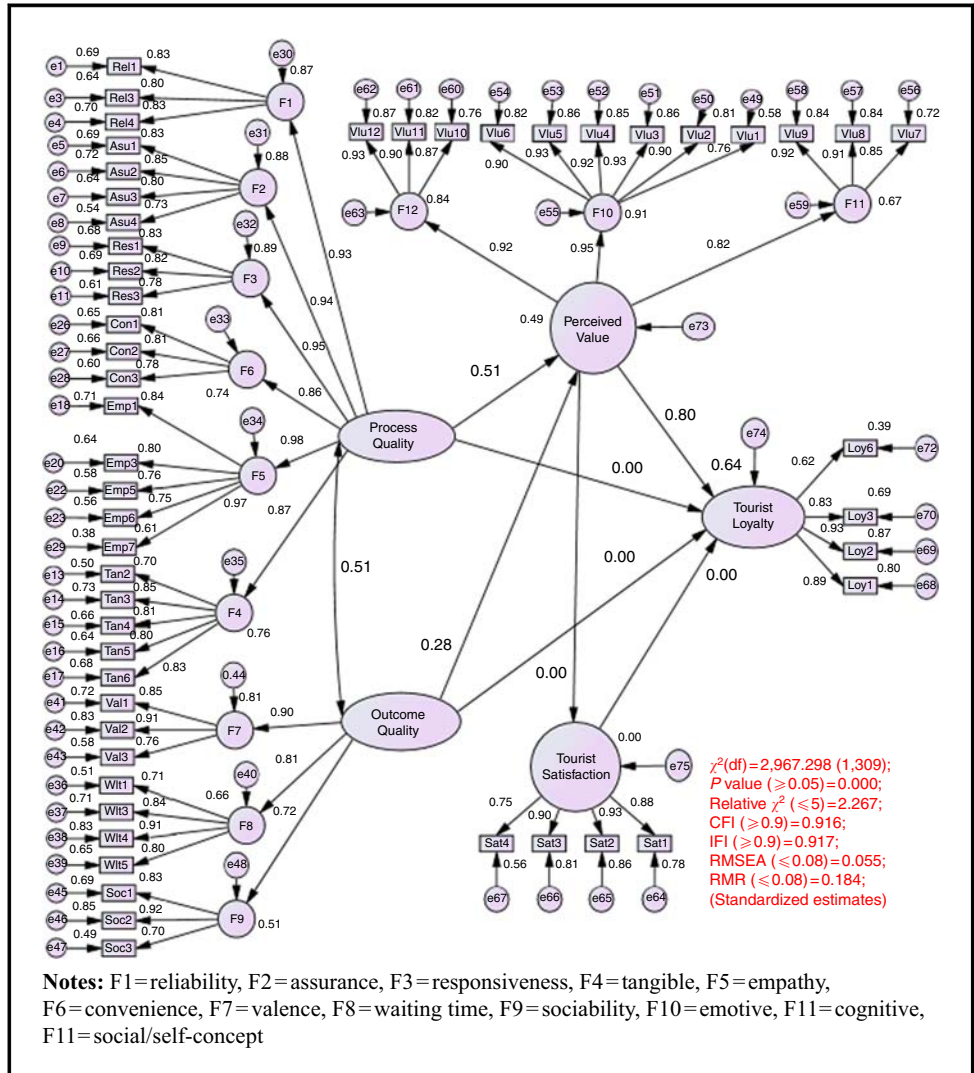 e30
0.69 0.83
e1 Rel1 0.87
0.64
0.80 F1
e3 Rel3
0.70 0.83
e4 Rel4 e31
0.69 0.83
e5 Asu1 0.88
0.72 0.85
e6 Asu2 F2
0.64 0.80
e7 Asu3
0.54 0.73 e32
e8 Asu4
0.68 0.83
e9 Res1 0.89
0.69 0.82
e10 Res2 F3
0.61 0.78
e11 Res3
0.65 0.81 e33
e26 Con1
0.66 0.81
e27 Con2 F6
0.60 0.78
e28 Con3 0.74
0.71 0.84
e18 Emp1 e34
0.64 0.80
e20 Emp3
0.58 0.76 F5
e22 Emp5
0.56 0.75 0.97
e23 Emp6
0.38 0.61
e29 Emp7
0.50 0.70 e35
e13 Tan2
0.73 0.85
e14 Tan3 F4
0.66 0.81
e15 Tan4 0.76
0.64 0.80
e16 Tan5
0.68 0.83
e17 Tan6 0.44
0.72 0.85 0.81
e41 Val1
0.83 0.91 F7
e42 Val2
0.58 0.76
e43 Val3
0.51 0.71 e40
e36 Wlt1 0.66
0.71 0.84
e37 Wlt3 F8
0.83 0.91
e38 Wlt4
0.65 0.80
e39 Wlt5 e48
0.69 0.83
e45 Soc1
0.85 0.92 F9 0.51
e46 Soc2
0.49 0.70
e47 Soc3
0.93
0.94
0.95
0.86
0.98
0.87
Process
Quality
0.51
0.90
0.81
0.72
Outcome
Quality
e62 e61 e60 e54 e53 e52 e51 e50 e49 e58 e57 e56
0.87 0.82 0.76 0.82 0.86 0.85 0.86 0.81 0.58 0.84 0.84 0.72
Vlu12 Vlu11 Vlu10 Vlu6 Vlu5 Vlu4 Vlu3 Vlu2 Vlu1 Vlu9 Vlu8 Vlu7
0.93 0.90 0.87 0.90 0.93 0.92 0.93 0.90 0.76 0.92 0.91 0.85
e63 F12 0.84 e55 F10 0.91 e59 F11 0.67
0.92 0.95 0.82
0.49 Perceived
Value
e73
0.51
0.80
0.00
0.00
0.28
0.00
0.00
e74
0.64
Tourist
Loyalty
0.39
0.62 Loy6 e72
0.69
0.83 Loy3 e70
0.93 0.87
Loy2 e69
0.80
0.89 Loy1 e68
0.00
Tourist
Satisfaction
e75
0.75 0.90 0.93 0.88
Sat4 Sat3 Sat2 Sat1
0.56 0.81 0.86 0.78
e67 e66 e65 e64
χ²(df)=2,967.298 (1,309);
P value (⩾0.05)=0.000;
Relative χ² (⩽5)=2.267;
CFI (⩾0.9)=0.916;
IFI (⩾0.9)=0.917;
RMSEA (⩽0.08)=0.055;
RMR (⩽0.08)=0.184;
(Standardized estimates)
Notes: F1=reliability, F2=assurance, F3=responsiveness, F4=tangible, F5=empathy,
F6=convenience, F7=valence, F8=waiting time, F9=sociability, F10=emotive, F11=cognitive,
F11=social/self-concept